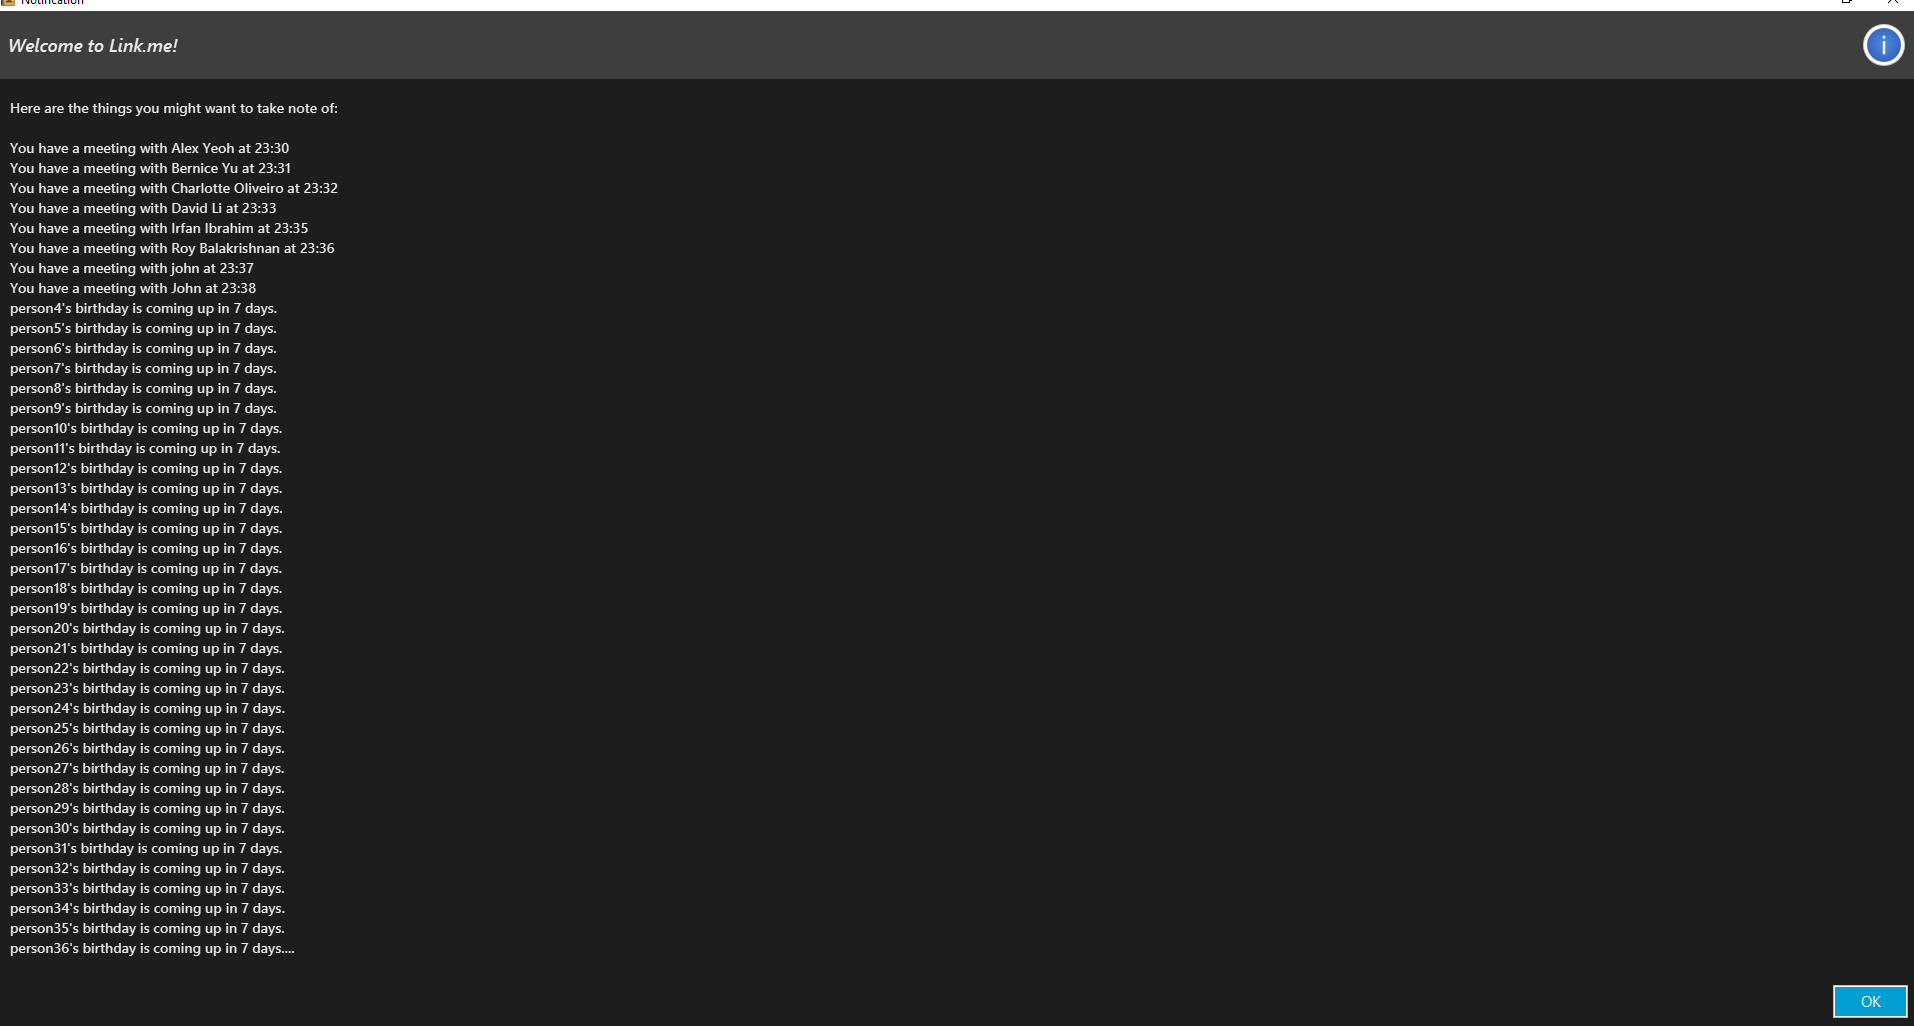 Notification
Welcome to Link.me!
i
Here are the things you might want to take note of:
You have a meeting with Alex Yeoh at 23:30
You have a meeting with Bernice Yu at 23:31
You have a meeting with Charlotte Oliveiro at 23:32
You have a meeting with David Li at 23:33
You have a meeting with Irfan Ibrahim at 23:35
You have a meeting with Roy Balakrishnan at 23:36
You have a meeting with john at 23:37
You have a meeting with John at 23:38
person4's birthday is coming up in 7 days.
person5's birthday is coming up in 7 days.
person6's birthday is coming up in 7 days.
person7's birthday is coming up in 7 days.
person8's birthday is coming up in 7 days.
person9's birthday is coming up in 7 days.
person10's birthday is coming up in 7 days.
person11's birthday is coming up in 7 days.
person12's birthday is coming up in 7 days.
person13's birthday is coming up in 7 days.
person14's birthday is coming up in 7 days.
person15's birthday is coming up in 7 days.
person16's birthday is coming up in 7 days.
person17's birthday is coming up in 7 days.
person18's birthday is coming up in 7 days.
person19's birthday is coming up in 7 days.
person20's birthday is coming up in 7 days.
person21's birthday is coming up in 7 days.
person22's birthday is coming up in 7 days.
person23's birthday is coming up in 7 days.
person24's birthday is coming up in 7 days.
person25's birthday is coming up in 7 days.
person26's birthday is coming up in 7 days.
person27's birthday is coming up in 7 days.
person28's birthday is coming up in 7 days.
person29's birthday is coming up in 7 days.
person30's birthday is coming up in 7 days.
person31's birthday is coming up in 7 days.
person32's birthday is coming up in 7 days.
person33's birthday is coming up in 7 days.
person34's birthday is coming up in 7 days.
person35's birthday is coming up in 7 days.
person36's birthday is coming up in 7 days....
OK